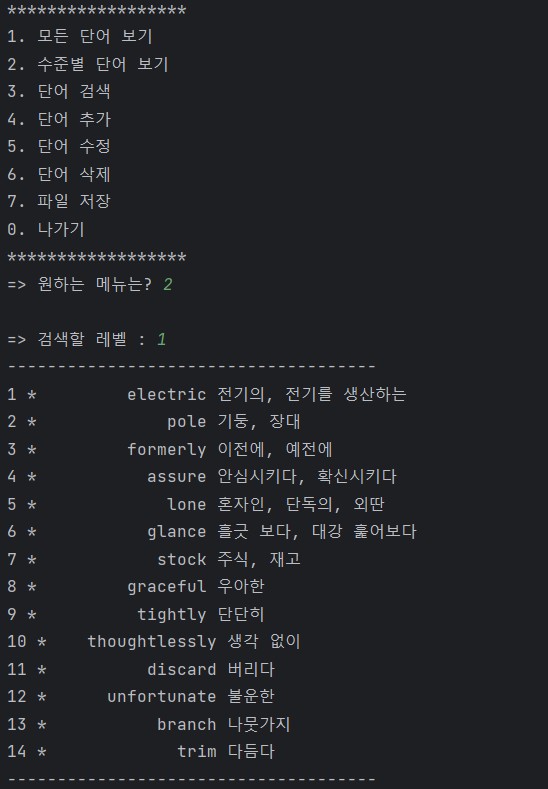 ******************
1. 모든 단어 보기
2. 수준별 단어 보기
3. 단어 검색
4. 단어 추가
5. 단어 수정
6. 단어 삭제
7. 파일 저장
0. 나가기
******************
=> 원하는 메뉴는? 2
=> 검색할 레벨 : 1
-------------------------------------
1 * electric 전기의, 전기를 생산하는
2 * pole 기둥, 장대
3 * formerly 이전에, 예전에
4 * assure 안심시키다, 확신시키다
5 * lone 혼자인, 단독의, 외딴
6 * glance 흘긋 보다, 대강 훑어보다
7 * stock 주식, 재고
8 * graceful 우아한
9 * tightly 단단히
10 * thoughtlessly 생각 없이
11 * discard 버리다
12 * unfortunate 불운한
13 * branch 나뭇가지
14 * trim 다듬다
-------------------------------------